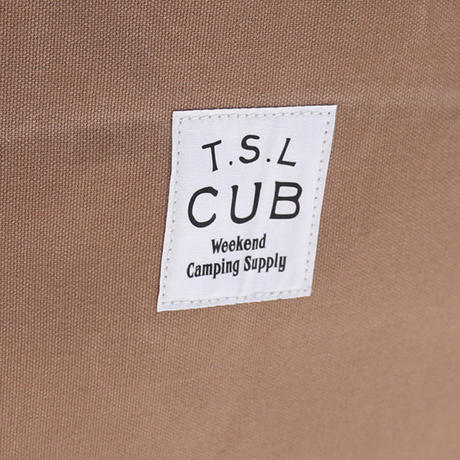 T.S.L
CUB
Weekend
Camping Supply